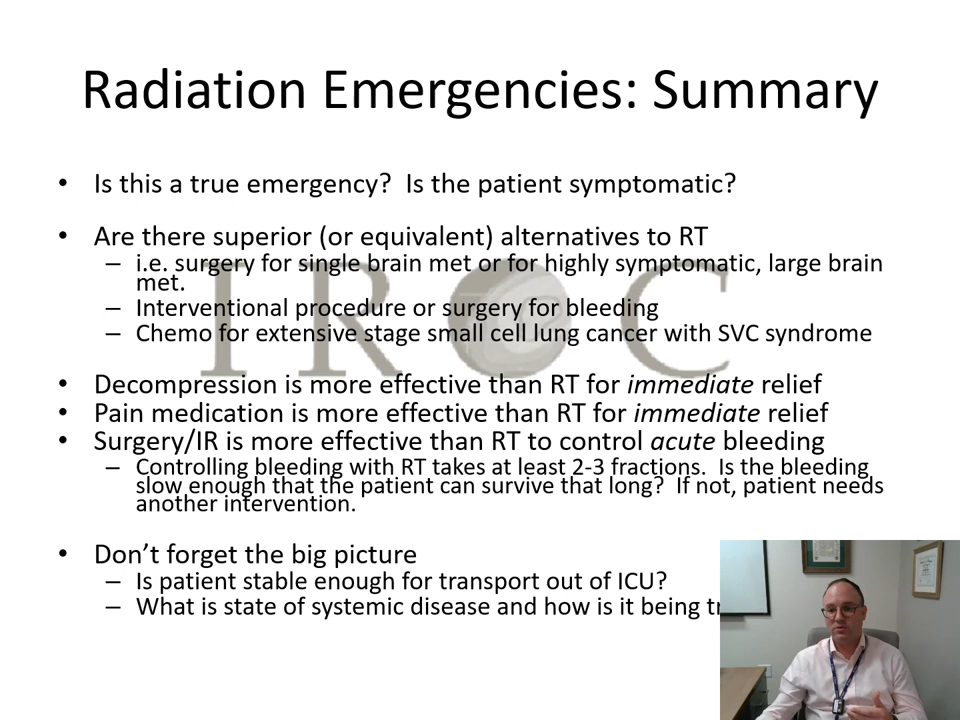 Radiation Emergencies: Summary
• Is this a true emergency? Is the patient symptomatic?
• Are there superior (or equivalent) alternatives to RT
– i.e. surgery for single brain met or for highly symptomatic, large brain
met.
– Interventional procedure or surgery for bleeding
– Chemo for extensive stage small cell lung cancer with SVC syndrome
IROC
• Decompression is more effective than RT for immediate relief
• Pain medication is more effective than RT for immediate relief
• Surgery/IR is more effective than RT to control acute bleeding
– Controlling bleeding with RT takes at least 2-3 fractions. Is the bleeding
slow enough that the patient can survive that long? If not, patient needs
another intervention.
• Don’t forget the big picture
– Is patient stable enough for transport out of ICU?
– What is state of systemic disease and how is it being